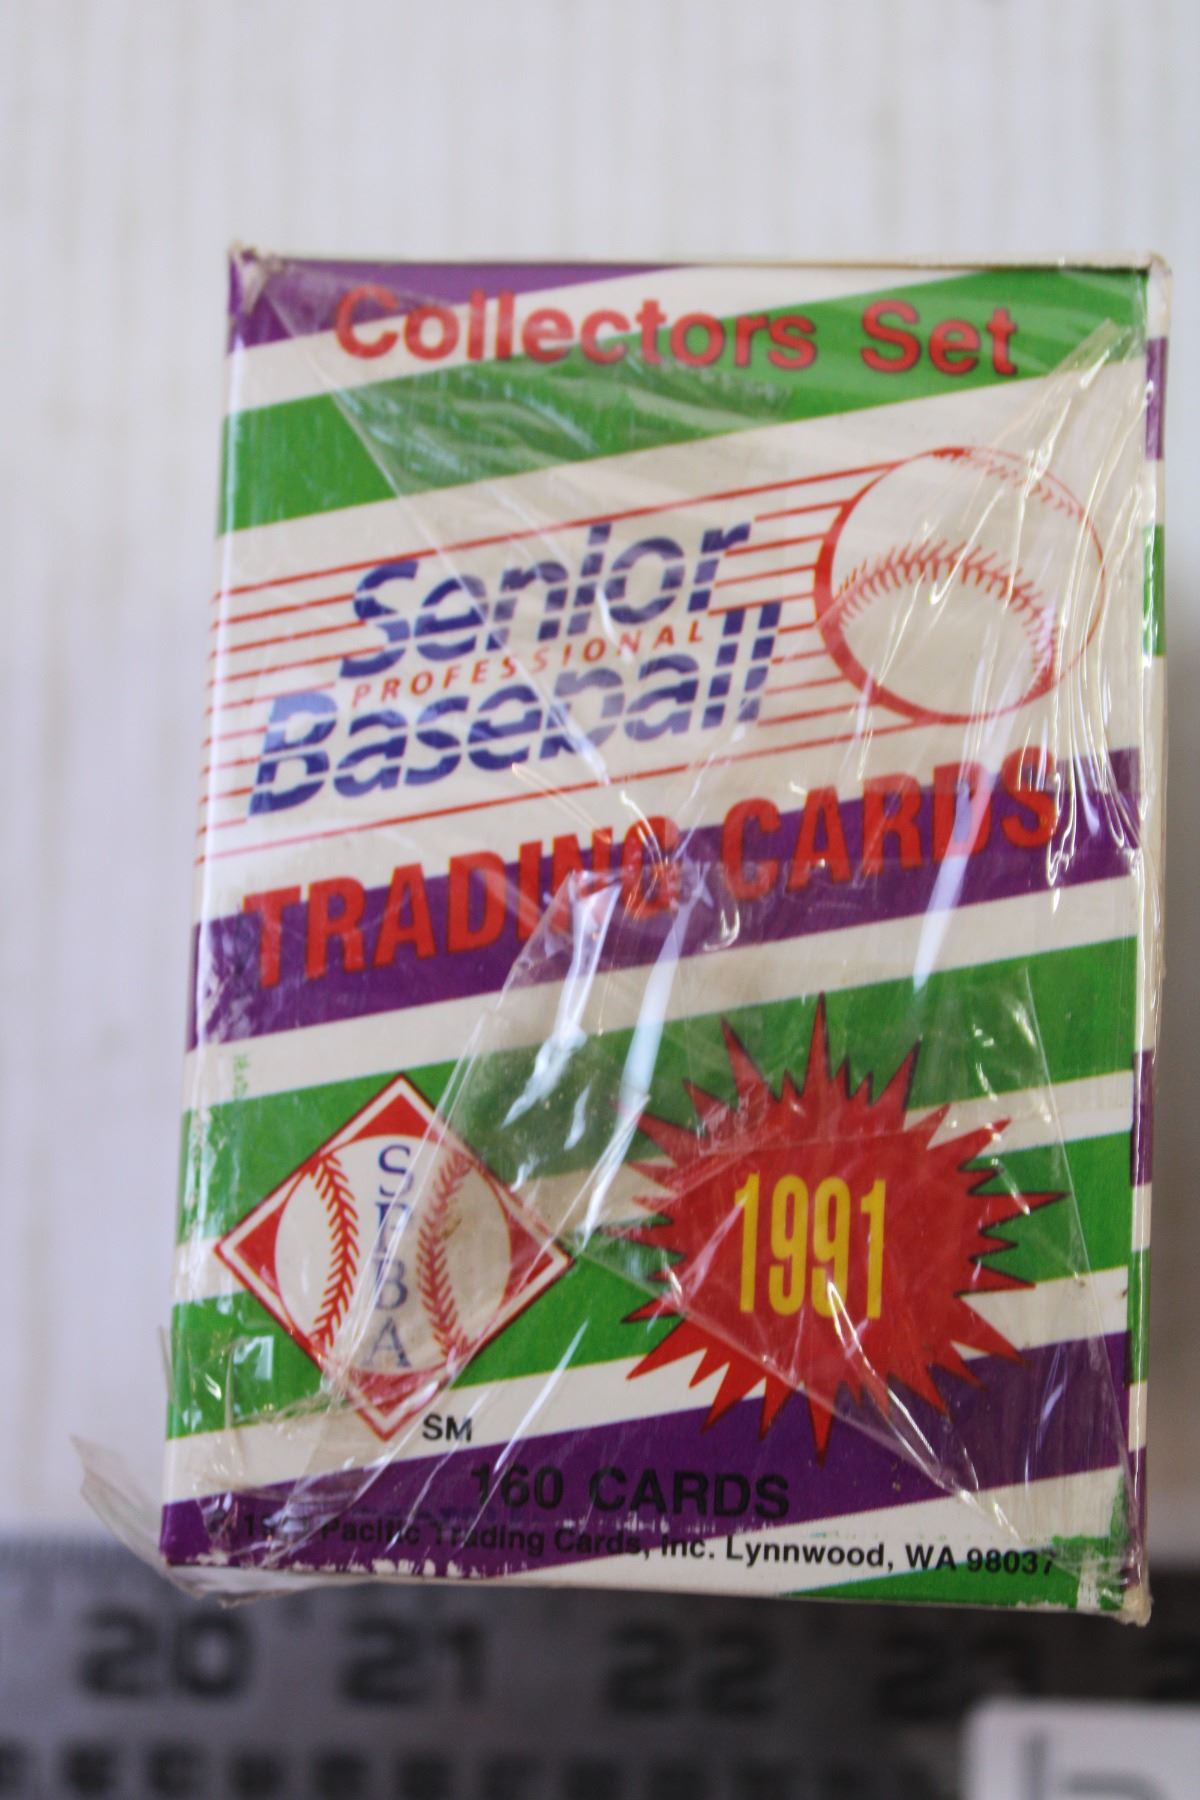 Collectors Set
Senior
PROFESSIONAL
Baseball
TRADING CARDS
S
P
B
A
SM
1991
160 CARDS
Pacific Trading Cards, Inc. Lynnwood, WA 98037
20 21 22